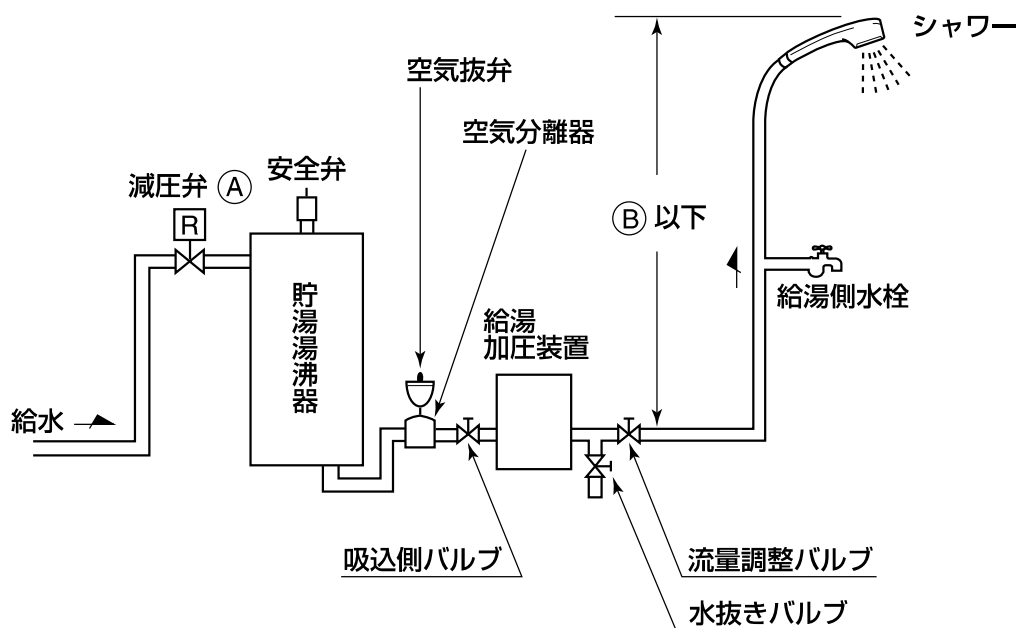 シャワー
空気抜弁
空気分離器
安全弁
減圧弁 Ⓐ
R
Ⓑ 以下
給湯側水栓
貯湯湯沸器
給湯
加圧装置
給水
吸込側バルブ
流量調整バルブ
水抜きバルブ